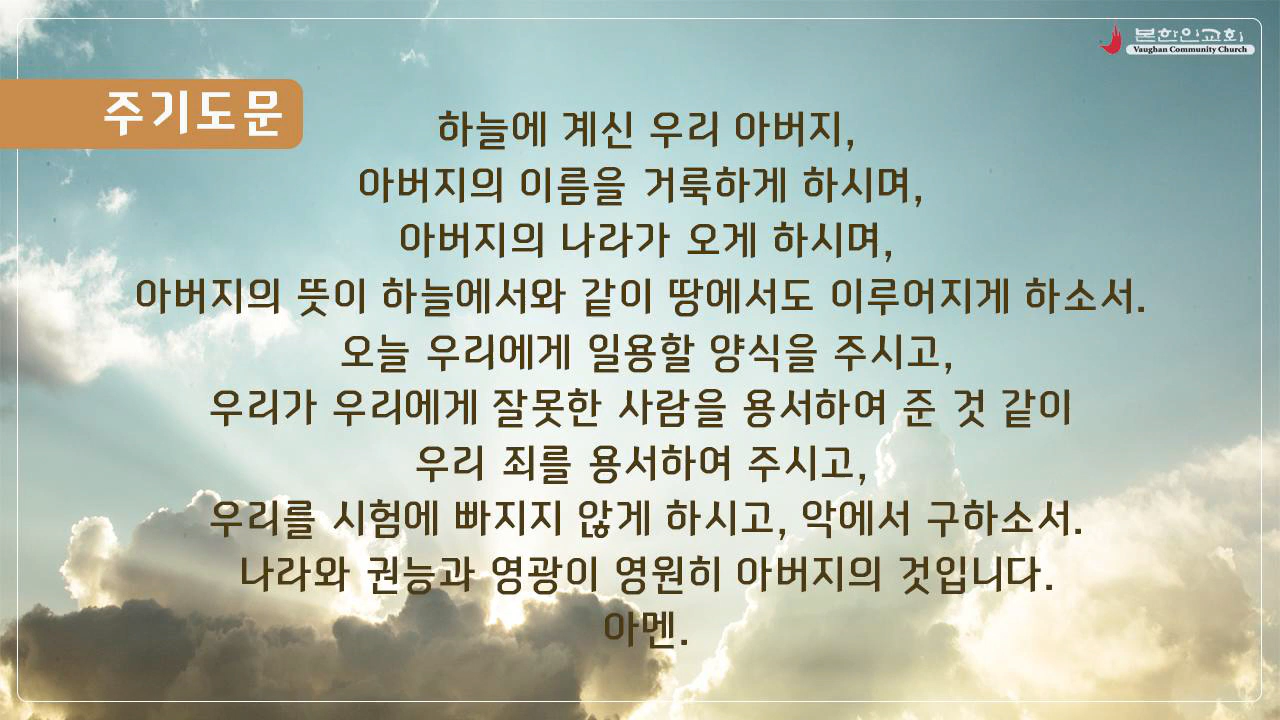 본한인교회
Vaughan Community Church
주기도문
하늘에 계신 우리 아버지,
아버지의 이름을 거룩하게 하시며,
아버지의 나라가 오게 하시며,
아버지의 뜻이 하늘에서와 같이 땅에서도 이루어지게 하소서.
오늘 우리에게 일용할 양식을 주시고,
우리가 우리에게 잘못한 사람을 용서하여 준 것 같이
우리 죄를 용서하여 주시고,
우리를 시험에 빠지지 않게 하시고, 악에서 구하소서.
나라와 권능과 영광이 영원히 아버지의 것입니다.
아멘.